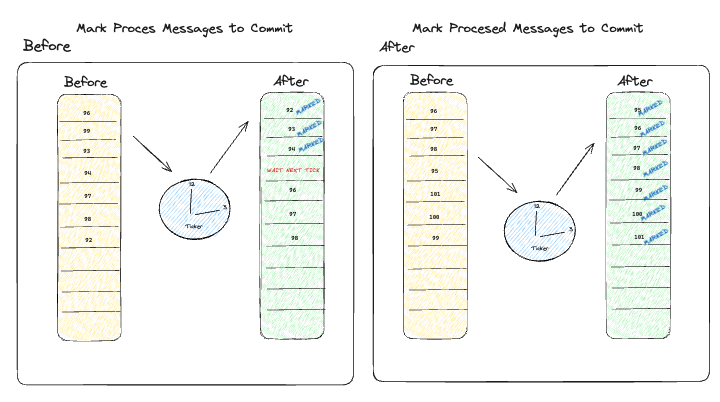 Mark Proces Messages to Commit
Before
Before
96
99
93
94
97
98
92
12
3
Ticker
After
92 MARKED
93 MARKED
94 MARKED
WAIT NEXT TICK
96
97
98
Mark Procesed Messages to Commit
After
Before
96
97
98
95
101
100
99
12
3
Ticker
After
95 MARKED
96 MARKED
97 MARKED
98 MARKED
99 MARKED
100 MARKED
101 MARKED